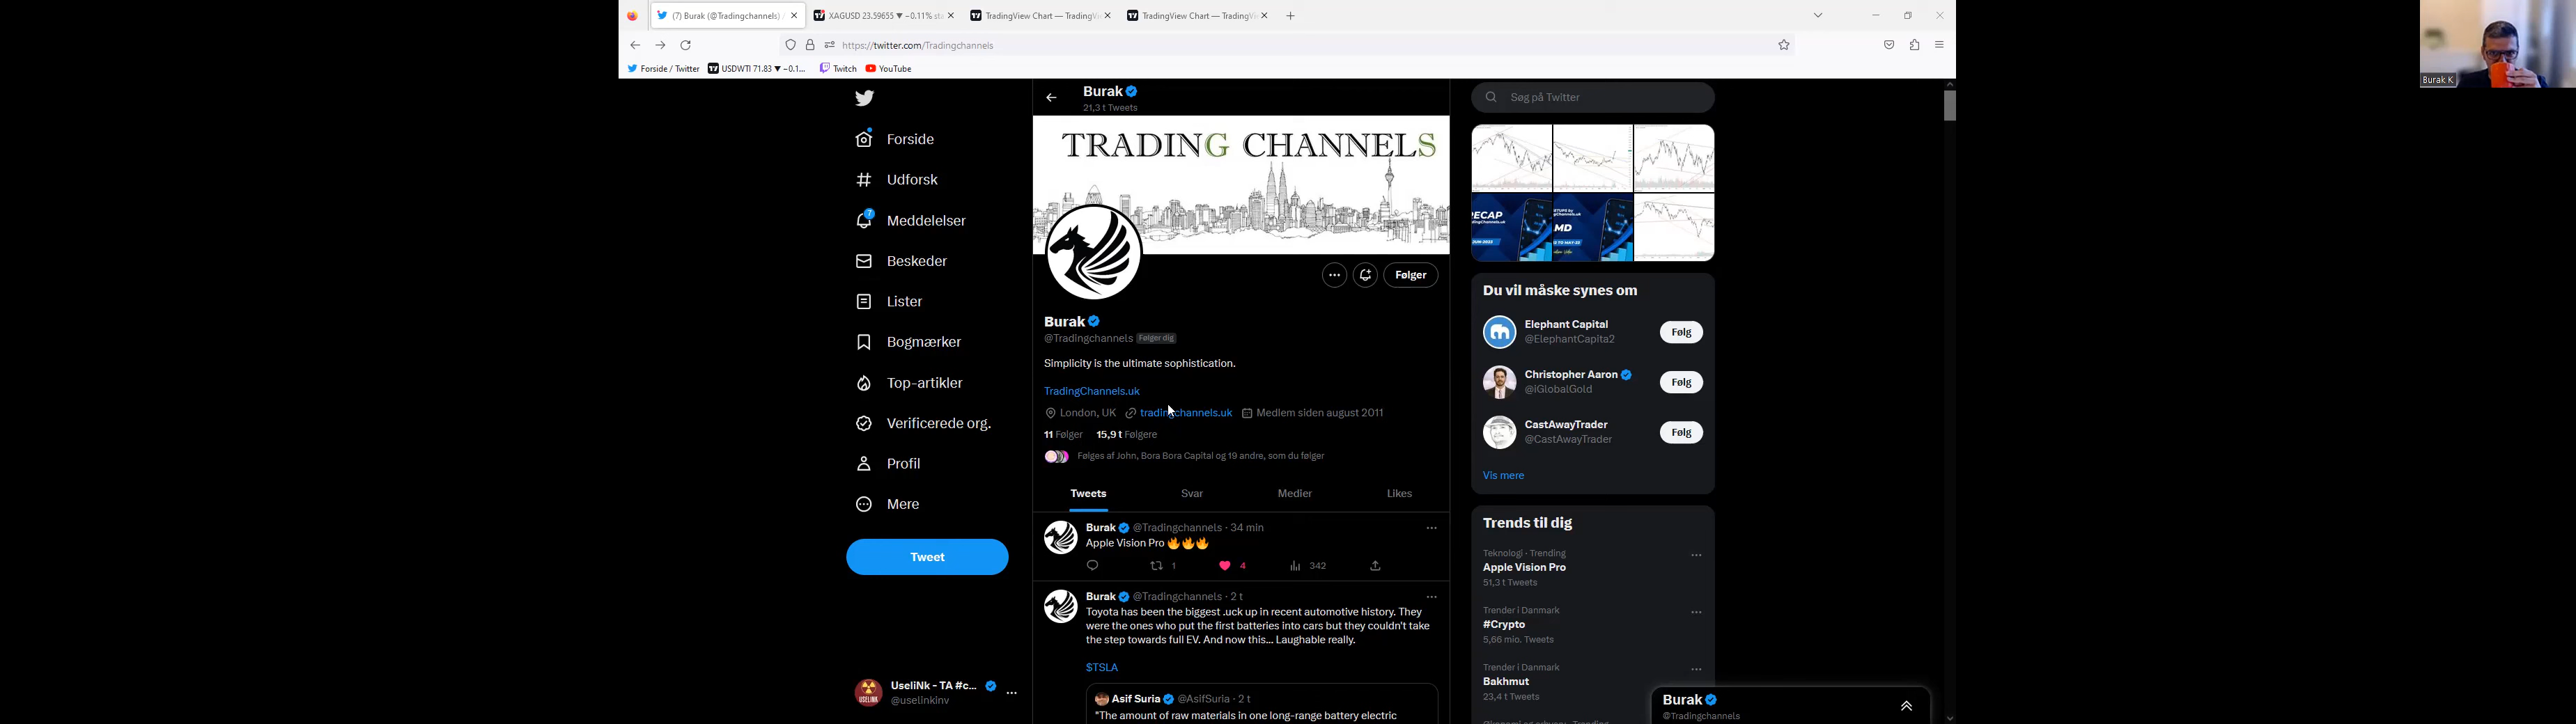 (7) Burak (@Tradingchannels) /
XAGUSD 23.59655 ▼ −0.11% sta
TradingView Chart — TradingVi
TradingView Chart — TradingVi
https://twitter.com/Tradingchannels
Forside / Twitter
USDWTI 71.83 ▼ −0.1...
Twitch
YouTube
Burak K
Forside
Udforsk
7
Meddelelser
Beskeder
Lister
Bogmærker
Top-artikler
Verificerede org.
Profil
Mere
Tweet
UseliNk - TA #c...
@uselinkinv
Burak
21,3 t Tweets
TRADING CHANNELS
Følger
Burak
@Tradingchannels Følger dig
Simplicity is the ultimate sophistication.
TradingChannels.uk
London, UK tradingchannels.uk Medlem siden august 2011
11 Følger 15,9 t Følgere
Følges af John, Bora Bora Capital og 19 andre, som du følger
Tweets Svar Medier Likes
Burak @Tradingchannels · 34 min
Apple Vision Pro 🔥🔥🔥
1 4 342
Burak @Tradingchannels · 2 t
Toyota has been the biggest .uck up in recent automotive history. They
were the ones who put the first batteries into cars but they couldn't take
the step towards full EV. And now this... Laughable really.
$TSLA
Asif Suria @AsifSuria · 2 t
"The amount of raw materials in one long-range battery electric
Søg på Twitter
RECAP
MD
Du vil måske synes om
Elephant Capital
@ElephantCapita2
Følg
Christopher Aaron
@iGlobalGold
Følg
CastAwayTrader
@CastAwayTrader
Følg
Vis mere
Trends til dig
Teknologi · Trending
Apple Vision Pro
51,3 t Tweets
Trender i Danmark
#Crypto
5,66 mio. Tweets
Trender i Danmark
Bakhmut
23,4 t Tweets
Burak
@Tradingchannels